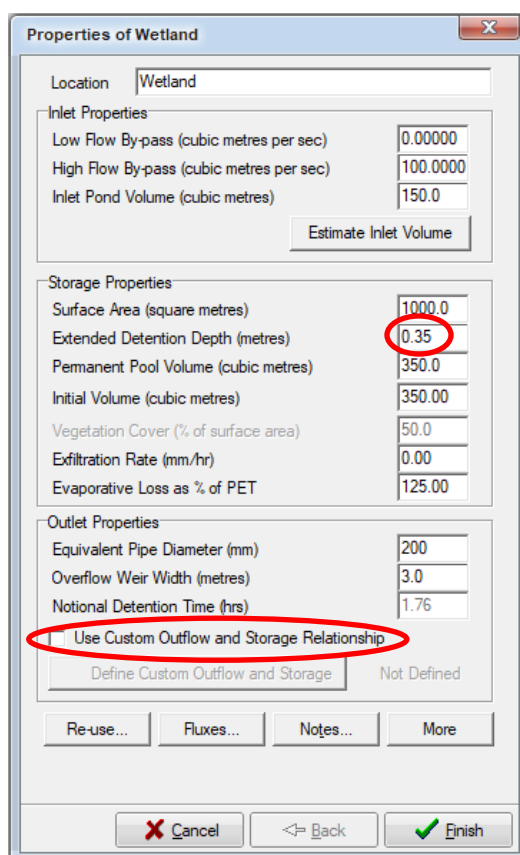 Properties of Wetland
Location Wetland
Inlet Properties
Low Flow By-pass (cubic metres per sec) 0.00000
High Flow By-pass (cubic metres per sec) 100.0000
Inlet Pond Volume (cubic metres) 150.0
Estimate Inlet Volume
Storage Properties
Surface Area (square metres) 1000.0
Extended Detention Depth (metres) 0.35
Permanent Pool Volume (cubic metres) 350.0
Initial Volume (cubic metres) 350.00
Vegetation Cover (% of surface area) 50.0
Exfiltration Rate (mm/hr) 0.00
Evaporative Loss as % of PET 125.00
Outlet Properties
Equivalent Pipe Diameter (mm) 200
Overflow Weir Width (metres) 3.0
Notional Detention Time (hrs) 1.76
Use Custom Outflow and Storage Relationship
Define Custom Outflow and Storage Not Defined
Re-use... Fluxes... Notes... More
Cancel Back Finish